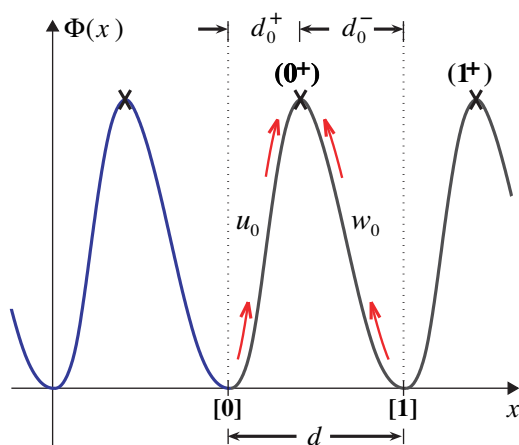 Φ(x) d₀⁺ d₀⁻
(0⁺) (1⁺)
u₀ w₀
[0] [1] x
d